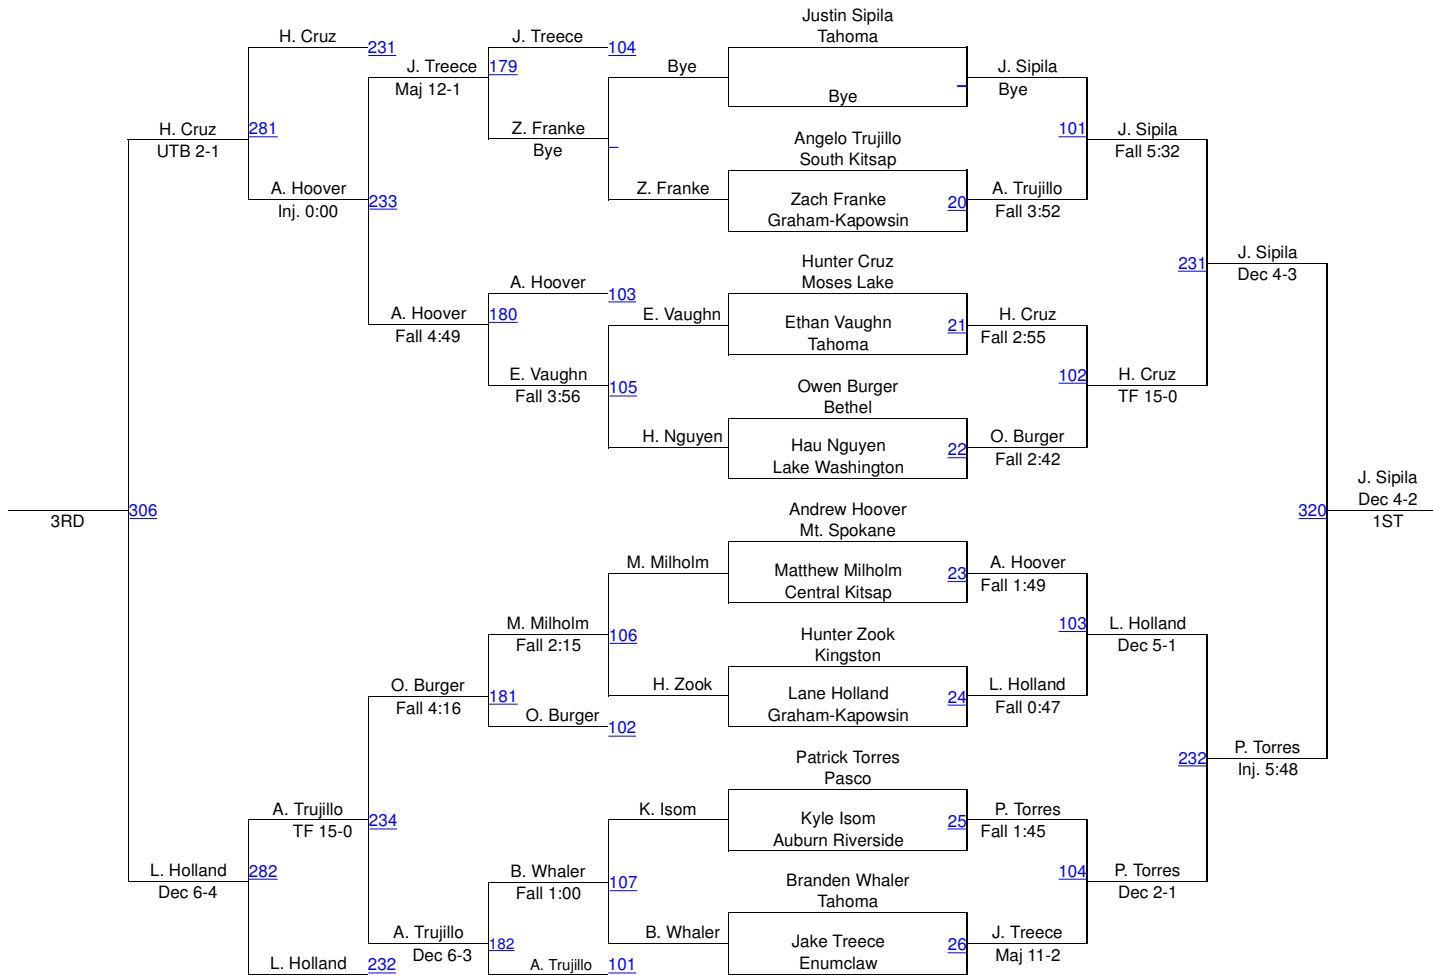 Justin Sipila
Tahoma
H. Cruz
231
J. Treece
104
J. Treece
179
Maj 12-1
Bye
J. Sipila
Bye
Bye
–
H. Cruz
281
UTB 2-1
Z. Franke
Bye
–
Angelo Trujillo
South Kitsap
101
J. Sipila
Fall 5:32
A. Hoover
Inj. 0:00
233
Z. Franke
Zach Franke
Graham-Kapowsin
20
A. Trujillo
Fall 3:52
Hunter Cruz
Moses Lake
231
J. Sipila
Dec 4-3
A. Hoover
103
A. Hoover
180
Fall 4:49
E. Vaughn
Ethan Vaughn
Tahoma
21
H. Cruz
Fall 2:55
E. Vaughn
Fall 3:56
105
Owen Burger
Bethel
102
H. Cruz
TF 15-0
H. Nguyen
Hau Nguyen
Lake Washington
22
O. Burger
Fall 2:42
306
3RD
Andrew Hoover
Mt. Spokane
320
J. Sipila
Dec 4-2
1ST
M. Milholm
Matthew Milholm
Central Kitsap
23
A. Hoover
Fall 1:49
M. Milholm
Fall 2:15
106
Hunter Zook
Kingston
103
L. Holland
Dec 5-1
O. Burger
Fall 4:16
181
O. Burger
102
H. Zook
Lane Holland
Graham-Kapowsin
24
L. Holland
Fall 0:47
Patrick Torres
Pasco
232
P. Torres
Inj. 5:48
A. Trujillo
TF 15-0
234
K. Isom
Kyle Isom
Auburn Riverside
25
P. Torres
Fall 1:45
L. Holland
Dec 6-4
282
B. Whaler
Fall 1:00
107
Branden Whaler
Tahoma
104
P. Torres
Dec 2-1
A. Trujillo
Dec 6-3
182
B. Whaler
Jake Treece
Enumclaw
26
J. Treece
Maj 11-2
L. Holland
232
A. Trujillo
101